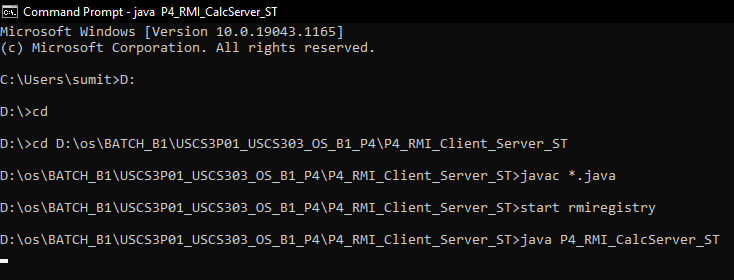 Command Prompt - java  P4_RMI_CalcServer_ST
Microsoft Windows [Version 10.0.19043.1165]
(c) Microsoft Corporation. All rights reserved.
C:\Users\sumit>D:
D:\>cd
D:\>cd D:\os\BATCH_B1\USCS3P01_USCS303_OS_B1_P4\P4_RMI_Client_Server_ST
D:\os\BATCH_B1\USCS3P01_USCS303_OS_B1_P4\P4_RMI_Client_Server_ST>javac *.java
D:\os\BATCH_B1\USCS3P01_USCS303_OS_B1_P4\P4_RMI_Client_Server_ST>start rmiregistry
D:\os\BATCH_B1\USCS3P01_USCS303_OS_B1_P4\P4_RMI_Client_Server_ST>java P4_RMI_CalcServer_ST